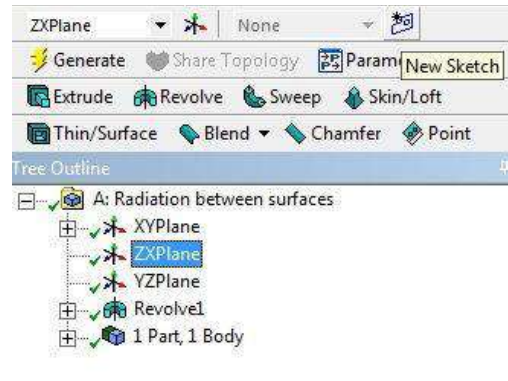 ZXPlane None
Generate Share Topology Param New Sketch
Extrude Revolve Sweep Skin/Loft
Thin/Surface Blend Chamfer Point
Tree Outline
A: Radiation between surfaces
XYPlane
ZXPlane
YZPlane
Revolve1
1 Part, 1 Body